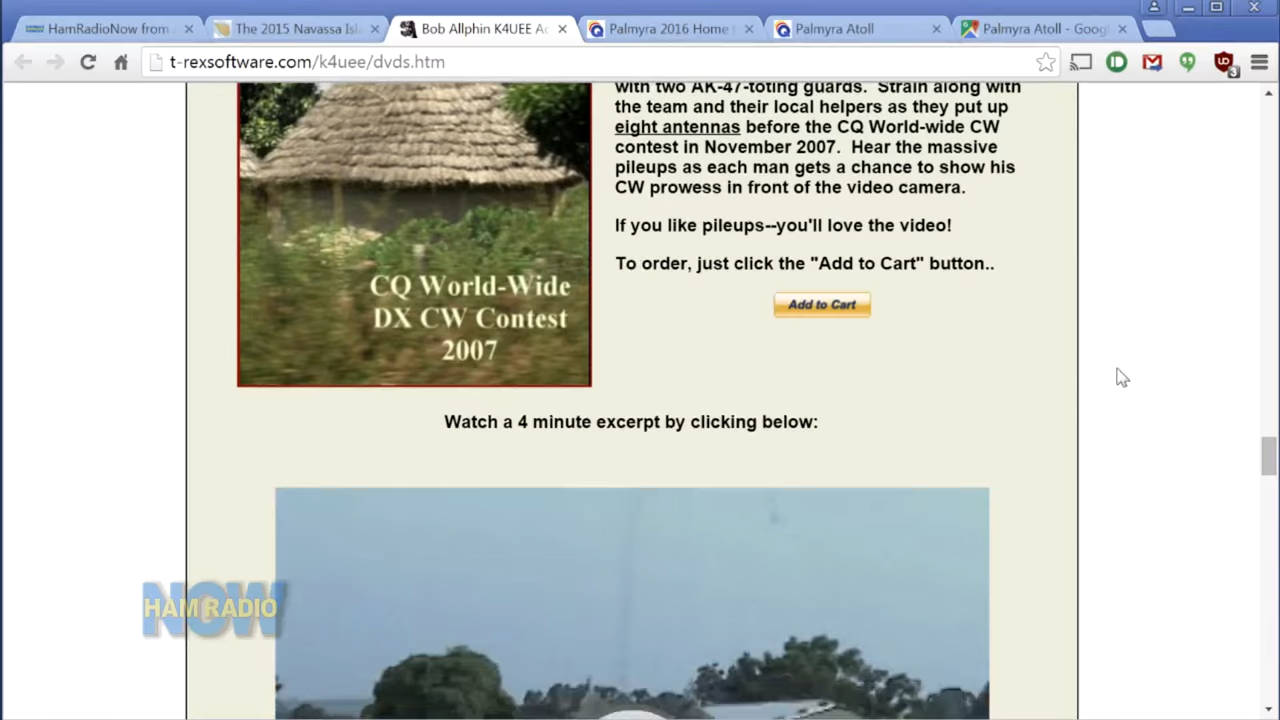 HamRadioNow from
The 2015 Navassa Isl
Bob Allphin K4UEE Ac
Palmyra 2016 Home
Palmyra Atoll
Palmyra Atoll - Goog
t-rexsoftware.com/k4uee/dvds.htm
3
with two AK-47-toting guards. Strain along with
the team and their local helpers as they put up
eight antennas before the CQ World-wide CW
contest in November 2007. Hear the massive
pileups as each man gets a chance to show his
CW prowess in front of the video camera.
If you like pileups--you'll love the video!
To order, just click the "Add to Cart" button..
Add to Cart
CQ World-Wide
DX CW Contest
2007
Watch a 4 minute excerpt by clicking below:
NOW
HAM RADIO